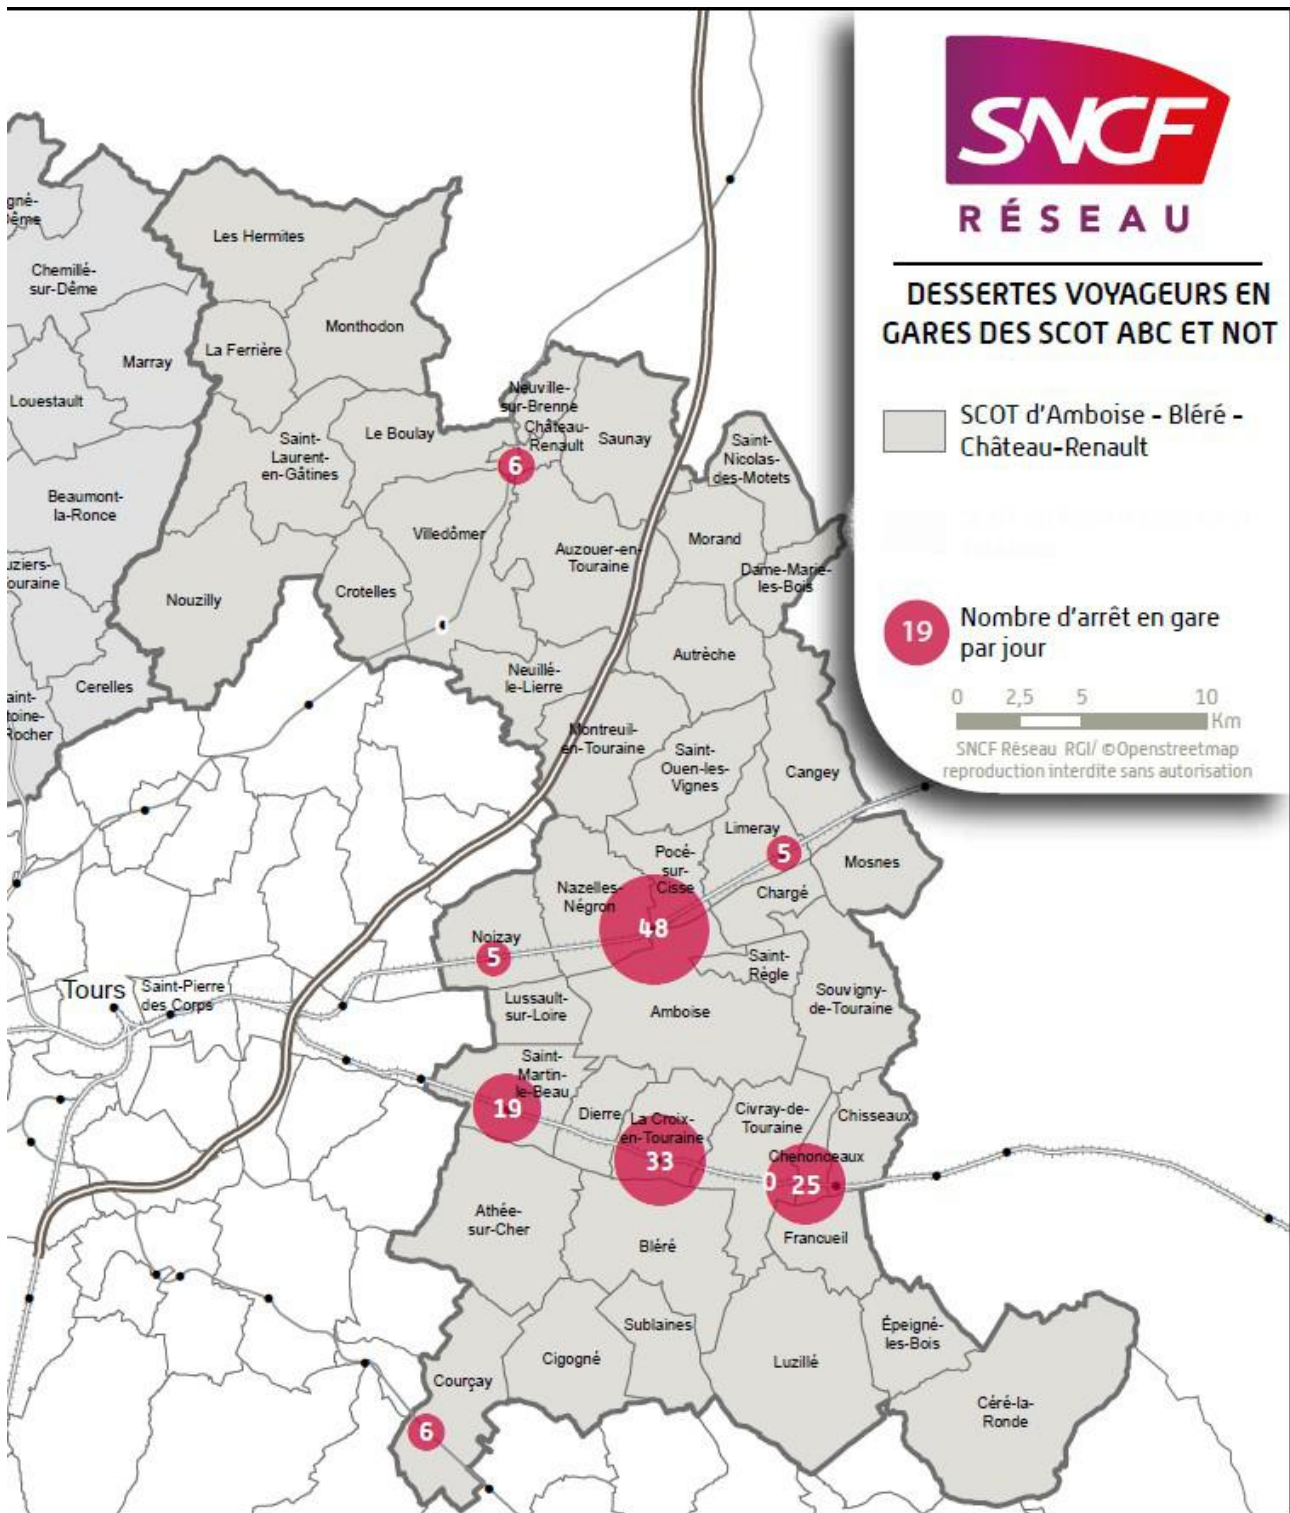 SNCF
RÉSEAU
DESSERTES VOYAGEURS EN
GARES DES SCOT ABC ET NOT
SCOT d'Amboise - Bléré -
Château-Renault
19
Nombre d'arrêt en gare
par jour
0 2,5 5 10
Km
SNCF Réseau RGI/ ©Openstreetmap
reproduction interdite sans autorisation
gné-
Dême
Chemillé-
sur-Dême
Marray
Louestault
Beaumont-
la-Ronce
uziers-
ouraine
Cerelles
aint-
toine-
Rocher
Les Hermites
Monthodon
La Ferrière
Neuville-
sur-Brenne
Château-
Renault
6
Saunay
Le Boulay
Saint-
Laurent-
en-Gâtines
Saint-
Nicolas-
des-Motets
Villedômer
Auzouer-en-
Touraine
Morand
Dame-Marie-
les-Bois
Nouzilly
Crotelles
Autrèche
Neuillé-
le-Lierre
Montreuil-
en-Touraine
Saint-
Ouen-les-
Vignes
Cangey
Limeray
5
Mosnes
Pocé-
sur-
Cisse
Chargé
Nazelles-
Négron
48
Noizay
5
Saint-
Règle
Souvigny-
de-Touraine
Tours
Saint-Pierre
des Corps
Lussault-
sur-Loire
Amboise
Saint-
Martin-
le-Beau
19
Dierre
La Croix-
en-Touraine
33
Civray-de-
Touraine
Chisseaux
Chenonceaux
0
25
Athée-
sur-Cher
Bléré
Francueil
Sublaines
Épeigné-
les-Bois
Cigogné
Luzillé
Courçay
6
Céré-la-
Ronde